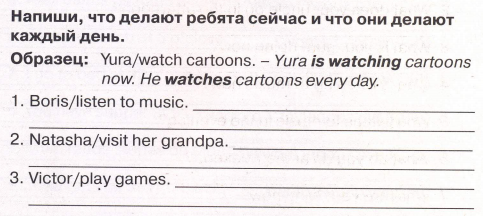 Напиши, что делают ребята сейчас и что они делают
каждый день.
Образец: Yura/watch cartoons. – Yura is watching cartoons
now. He watches cartoons every day.
1. Boris/listen to music.
2. Natasha/visit her grandpa.
3. Victor/play games.